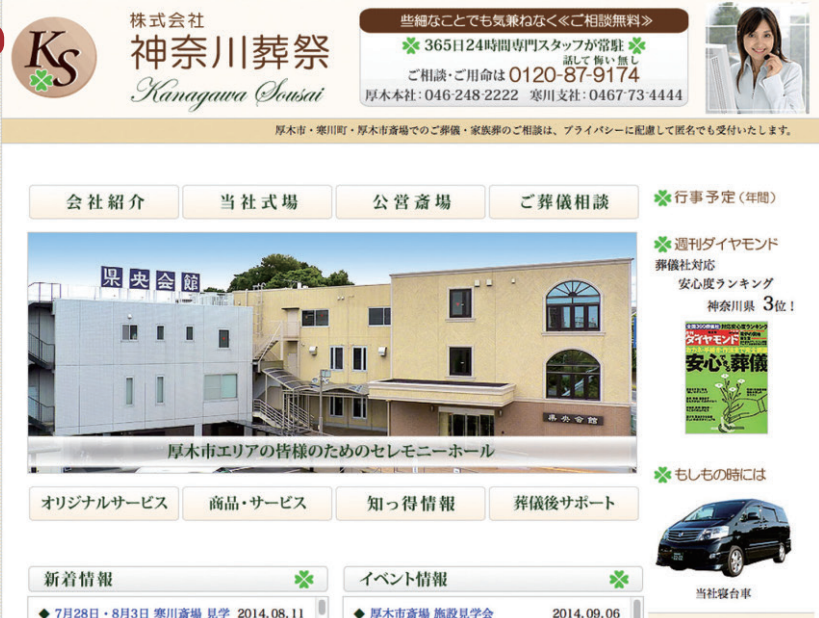 KS
株式会社
神奈川葬祭
Kanagawa Sousai
些細なことでも気兼ねなく≪ご相談無料≫
365日24時間専門スタッフが常駐
話して 悔い 無し
ご相談・ご用命は 0120-87-9174
厚木本社：046-248-2222 寒川支社：0467-73-4444
厚木市・寒川町・厚木市斎場でのご葬儀・家族葬のご相談は、プライバシーに配慮して匿名でも受付いたします。
会社紹介
当社式場
公営斎場
ご葬儀相談
行事予定（年間）
週刊ダイヤモンド
葬儀社対応
安心度ランキング
神奈川県 3位！
ダイヤモンド
安心な葬儀
県央会館
県央会館
厚木市エリアの皆様のためのセレモニーホール
もしもの時には
当社寝台車
オリジナルサービス
商品・サービス
知っ得情報
葬儀後サポート
新着情報
イベント情報
◆ 7月28日・8月3日 寒川斎場 見学 2014.08.11
◆ 厚木市斎場 施設見学会 2014.09.06